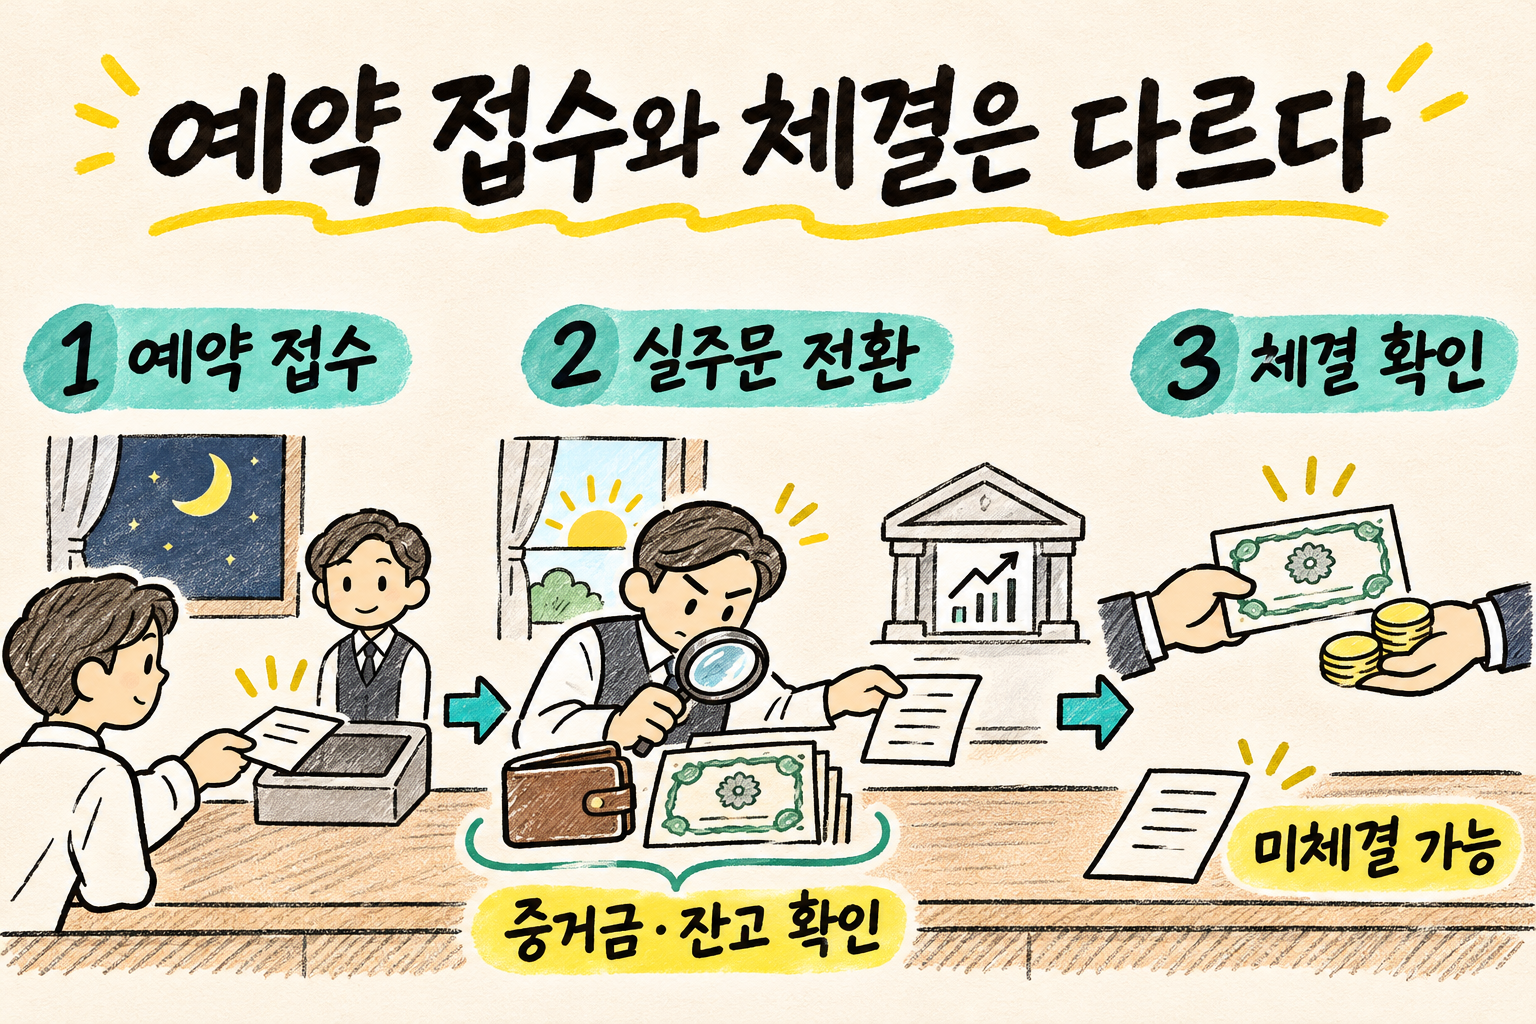 예약 접수와 체결은 다르다
1 예약 접수
2 실주문 전환
3 체결 확인
증거금·잔고 확인
미체결 가능